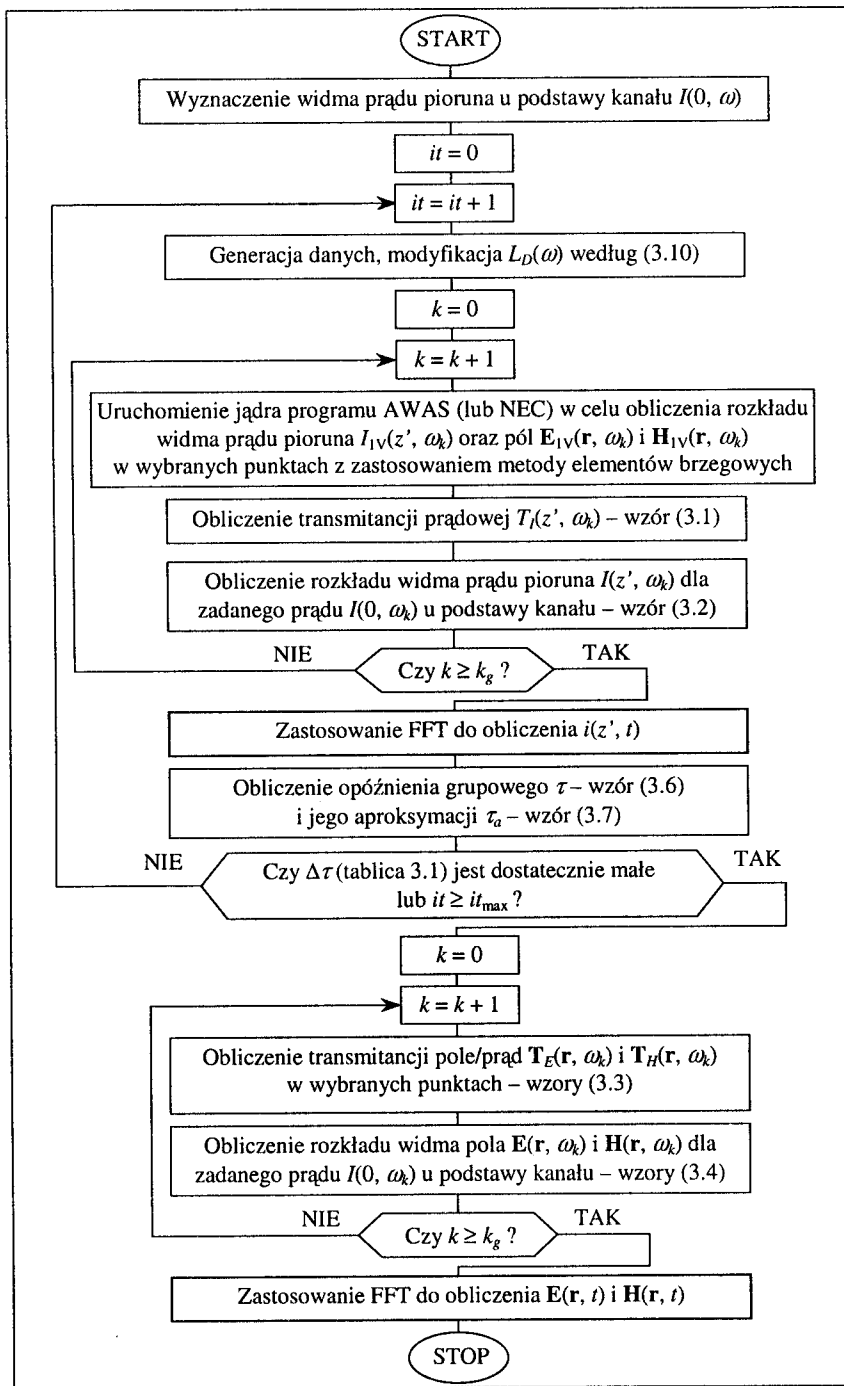 START
Wyznaczenie widma prądu pioruna u podstawy kanału I(0, ω)
it = 0
it = it + 1
Generacja danych, modyfikacja L_D(ω) według (3.10)
k = 0
k = k + 1
Uruchomienie jądra programu AWAS (lub NEC) w celu obliczenia rozkładu
widma prądu pioruna I_1V(z’, ω_k) oraz pól E_1V(r, ω_k) i H_1V(r, ω_k)
w wybranych punktach z zastosowaniem metody elementów brzegowych
Obliczenie transmitancji prądowej T_I(z’, ω_k) – wzór (3.1)
Obliczenie rozkładu widma prądu pioruna I(z’, ω_k) dla
zadanego prądu I(0, ω_k) u podstawy kanału – wzór (3.2)
NIE
Czy k ≥ k_g ?
TAK
Zastosowanie FFT do obliczenia i(z’, t)
Obliczenie opóźnienia grupowego τ – wzór (3.6)
i jego aproksymacji τ_a – wzór (3.7)
NIE
Czy Δτ (tablica 3.1) jest dostatecznie małe
lub it ≥ it_max ?
TAK
k = 0
k = k + 1
Obliczenie transmitancji pole/prąd T_E(r, ω_k) i T_H(r, ω_k)
w wybranych punktach – wzory (3.3)
Obliczenie rozkładu widma pola E(r, ω_k) i H(r, ω_k) dla
zadanego prądu I(0, ω_k) u podstawy kanału – wzory (3.4)
NIE
Czy k ≥ k_g ?
TAK
Zastosowanie FFT do obliczenia E(r, t) i H(r, t)
STOP